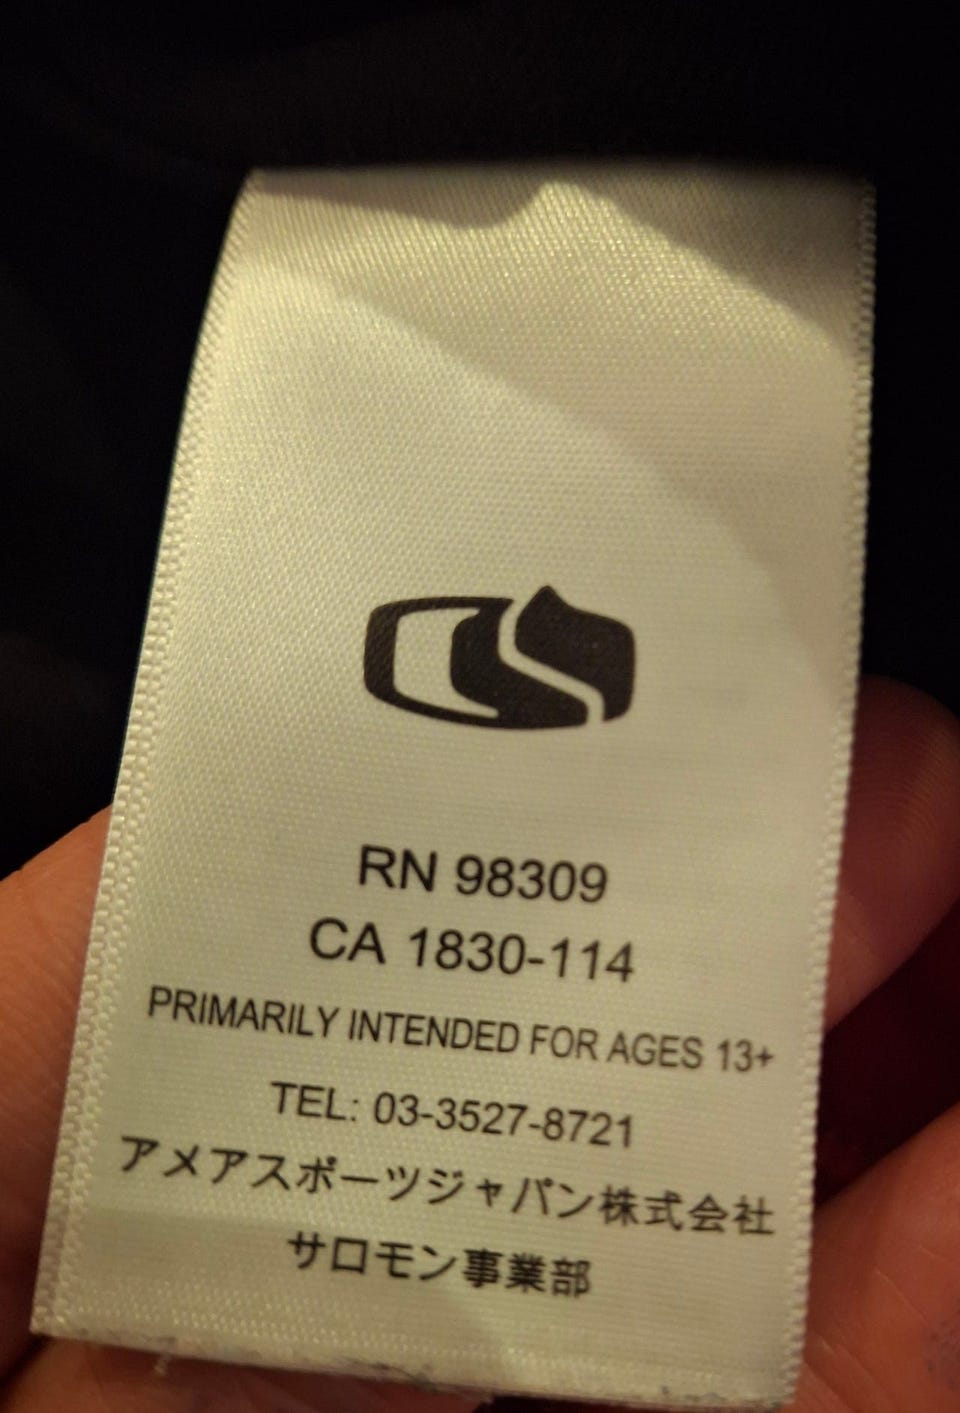 RN 98309
CA 1830-114
PRIMARILY INTENDED FOR AGES 13+
TEL: 03-3527-8721
アメアスポーツジャパン株式会社
サロモン事業部